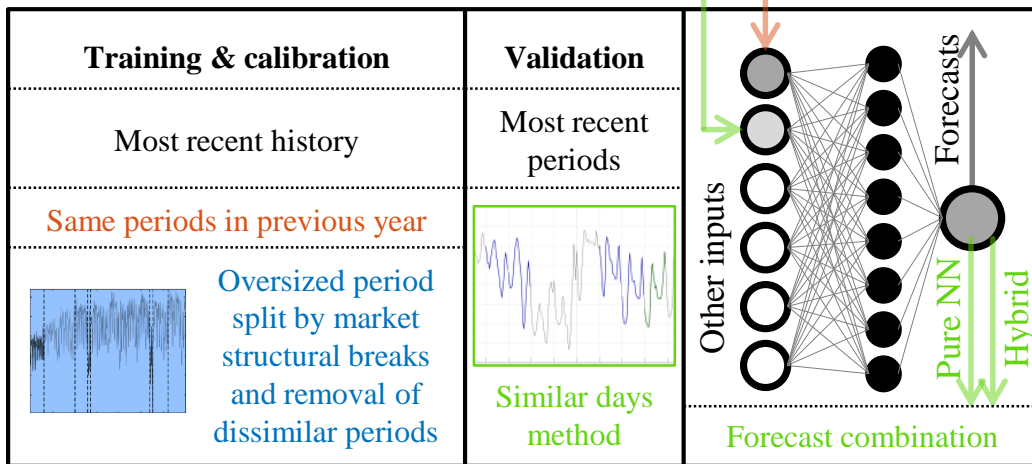 Training & calibration
Most recent history
Same periods in previous year
Oversized period
split by market
structural breaks
and removal of
dissimilar periods
Validation
Most recent
periods
Similar days
method
Other inputs
Forecasts
Pure NN
Hybrid
Forecast combination